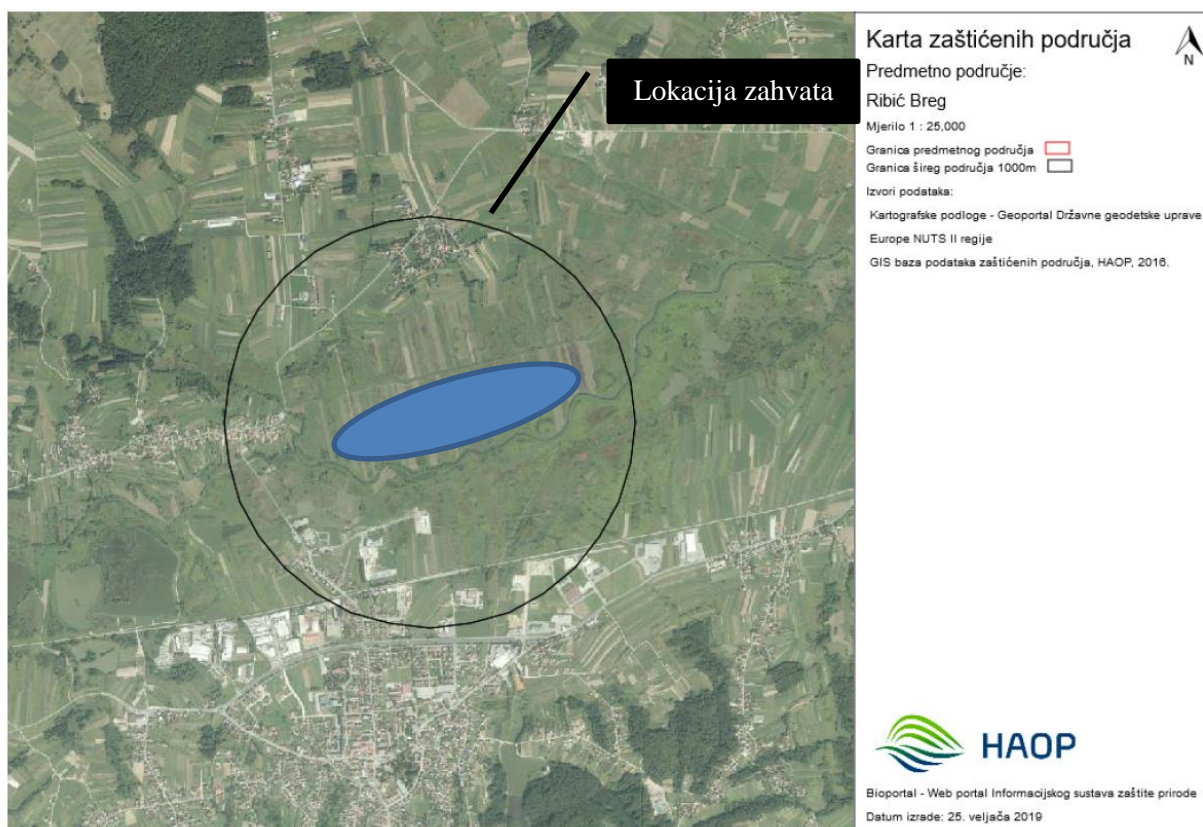 Lokacija zahvata
Karta zaštićenih područja
N
Predmetno područje:
Ribić Breg
Mjerilo 1 : 25,000
Granica predmetnog područja
Granica šireg područja 1000m
Izvori podataka:
Kartografske podloge - Geoportal Državne geodetske uprave
Europe NUTS II regije
GIS baza podataka zaštićenih područja, HAOP, 2016.
HAOP
Bioportal - Web portal Informacijskog sustava zaštite prirode
Datum izrade: 25. veljača 2019